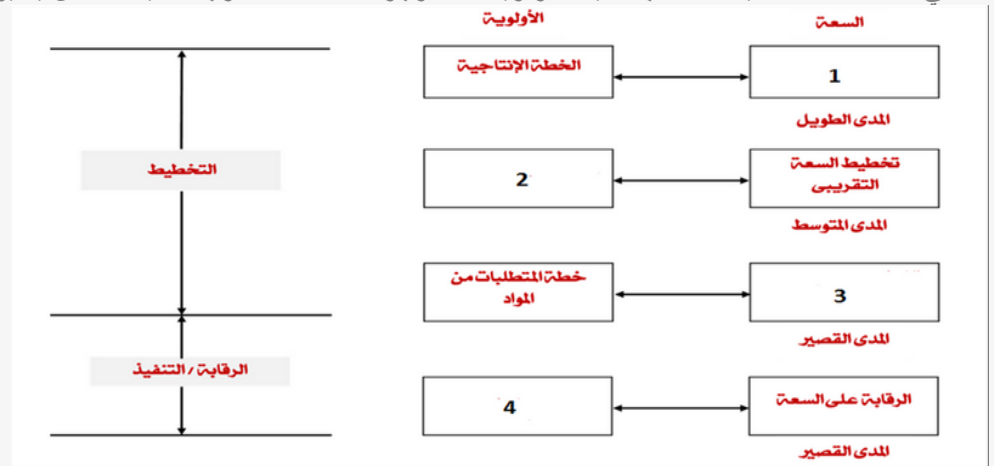 السعة
الأولوية
1
الخطة الإنتاجية
المدى الطويل
تخطيط السعة
التقريبى
2
التخطيط
المدى المتوسط
3
خطة المتطلبات من
المواد
المدى القصير
الرقابة / التنفيذ
الرقابة على السعة
4
المدى القصير